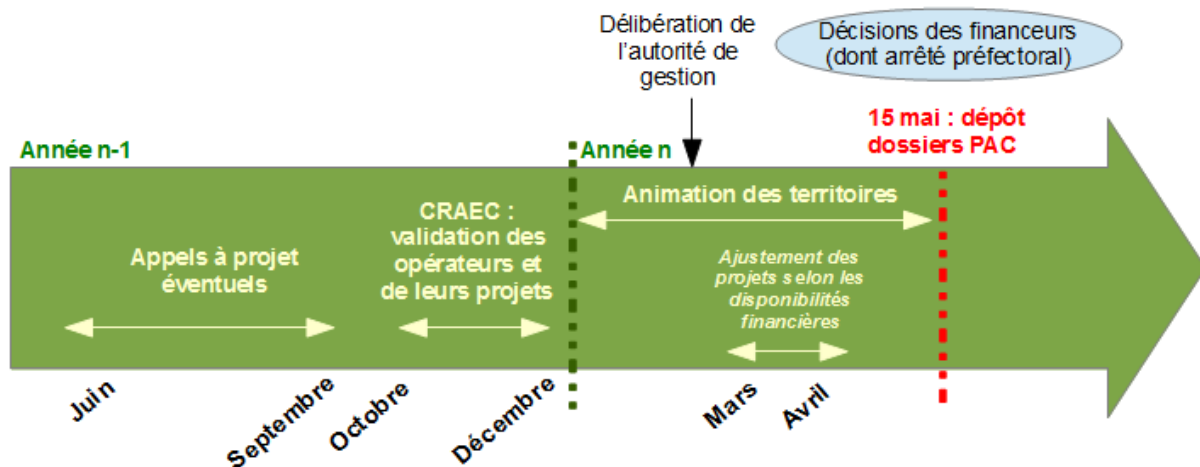 Délibération de
l'autorité de
gestion
Décisions des financeurs
(dont arrêté préfectoral)
15 mai : dépôt
dossiers PAC
Année n-1
Année n
Animation des territoires
CRAEC :
validation des
opérateurs et
de leurs projets
Appels à projet
éventuels
Ajustement des
projets selon les
disponibilités
financières
Juin
Septembre
Octobre
Décembre
Mars
Avril